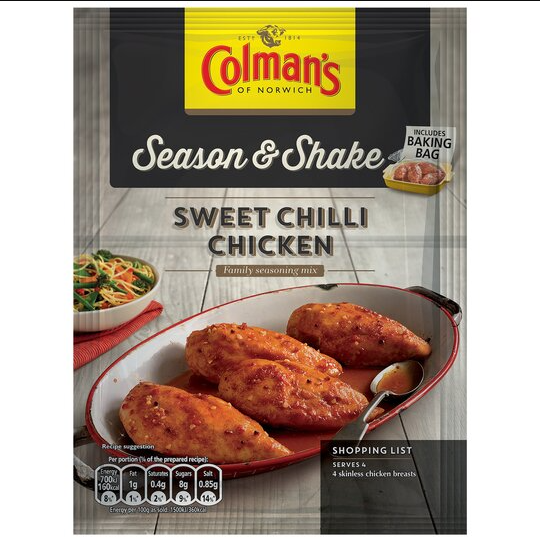 ESTD 1814
Colman's
OF NORWICH
Season & Shake
INCLUDES
BAKING
BAG
SWEET CHILLI
CHICKEN
Family seasoning mix
Recipe suggestion
Per portion (¼ of the prepared recipe):
Energy
700kJ
160kcal
8%
Fat
1g
1%
Saturates
0.4g
2%
Sugars
8g
9%
Salt
0.85g
14%
Energy per 100g as sold: 1500kJ/360kcal
SHOPPING LIST
SERVES 4
4 skinless chicken breasts